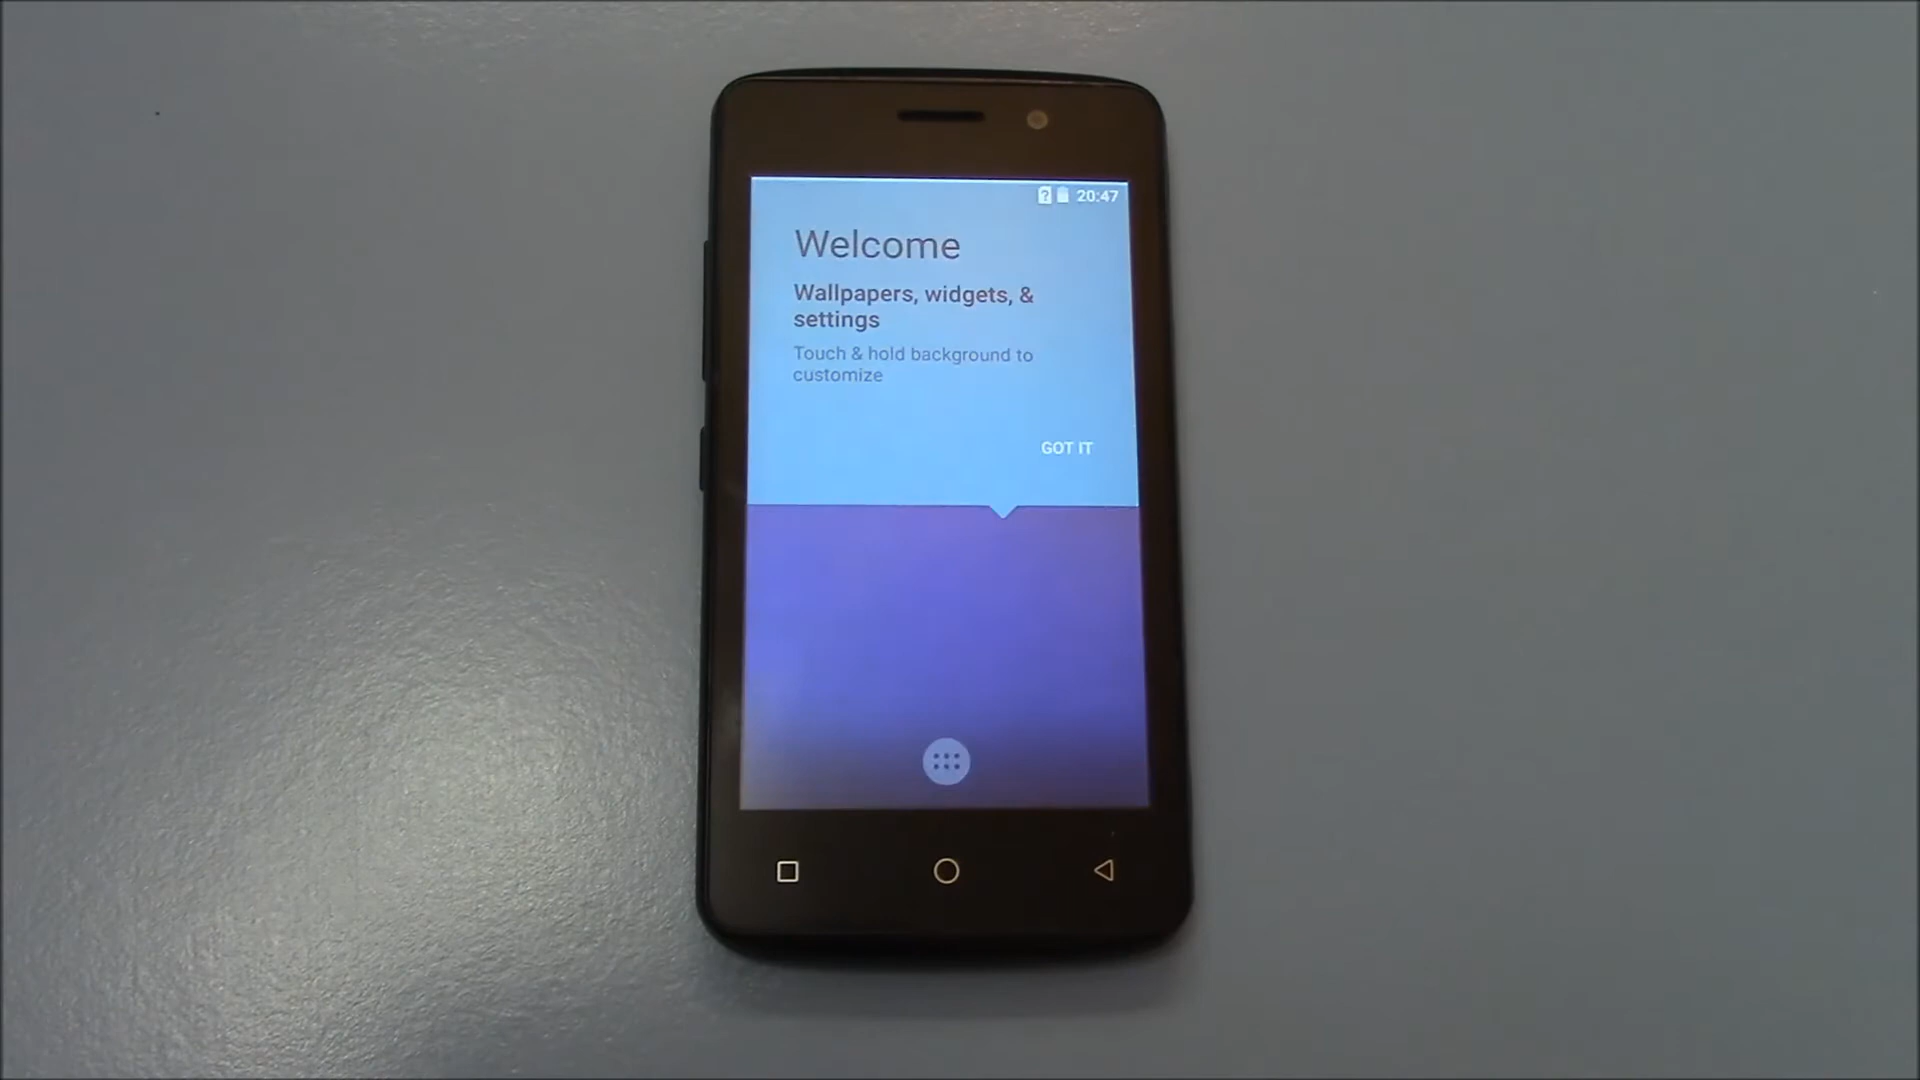 20:47
Welcome
Wallpapers, widgets, &
settings
Touch & hold background to
customize
GOT IT